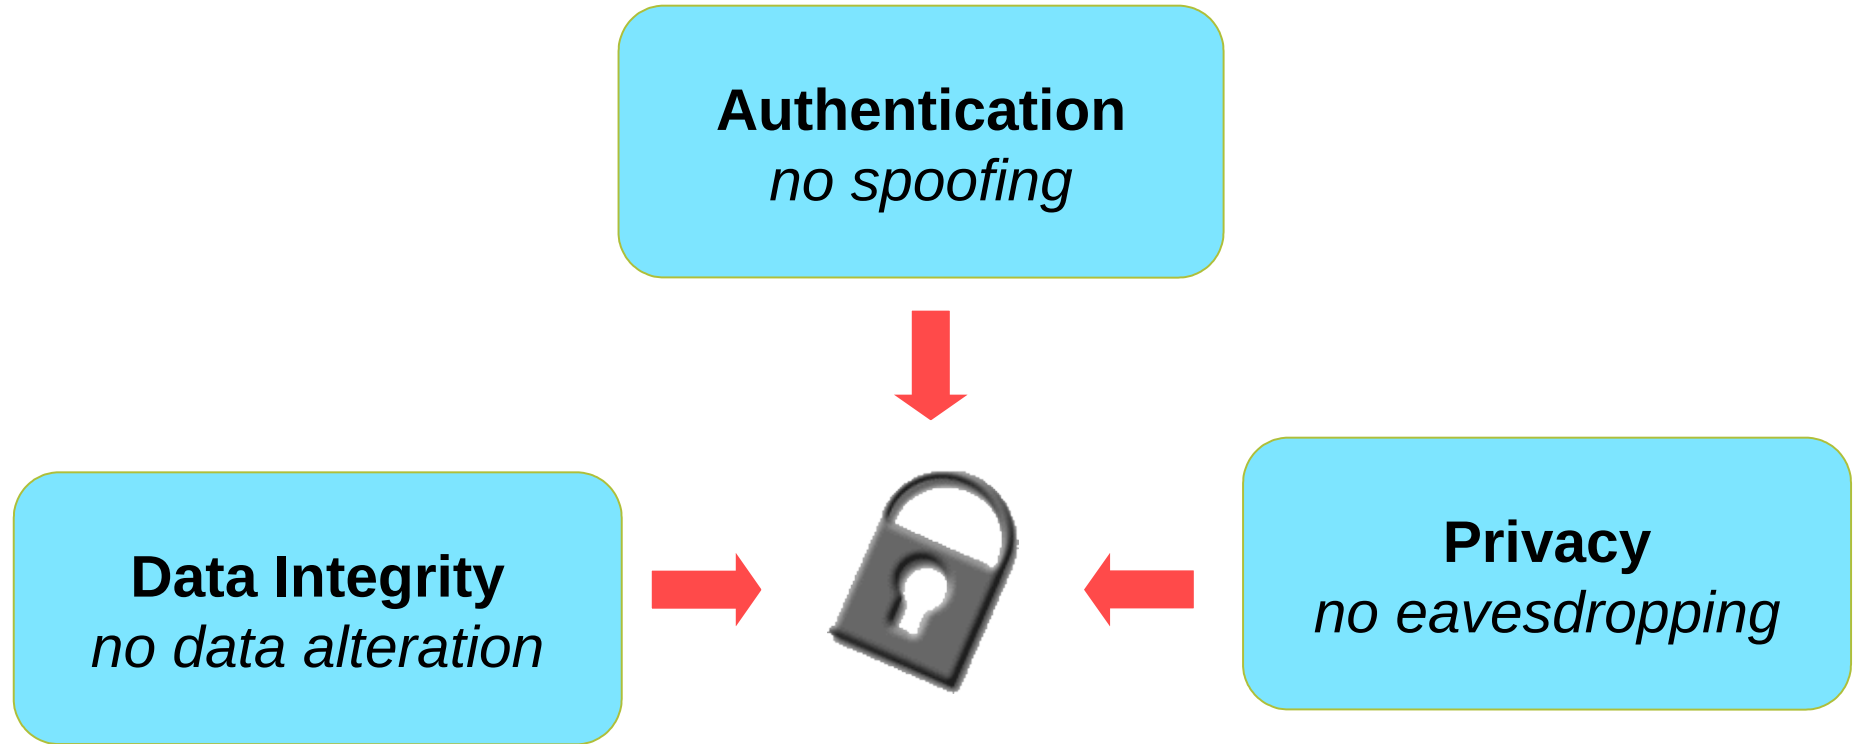 Authentication
no spoofing
Data Integrity
no data alteration
Privacy
no eavesdropping